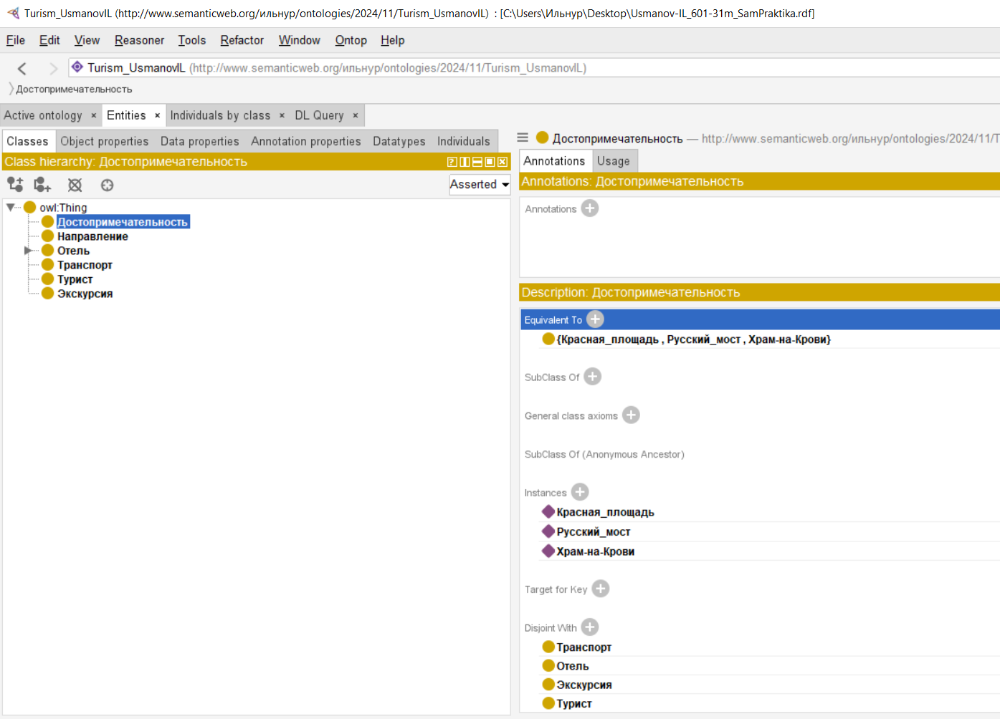 Turism_UsmanovIL (http://www.semanticweb.org/ильнур/ontologies/2024/11/Turism_UsmanovIL) : [C:\Users\Ильнур\Desktop\Usmanov-IL_601-31m_SamPraktika.rdf]
File Edit View Reasoner Tools Refactor Window Ontop Help
Turism_UsmanovIL (http://www.semanticweb.org/ильнур/ontologies/2024/11/Turism_UsmanovIL)
Достопримечательность
Active ontology × Entities × Individuals by class × DL Query ×
Classes Object properties Data properties Annotation properties Datatypes Individuals
Class hierarchy: Достопримечательность
Asserted
owl:Thing
Достопримечательность
Направление
Отель
Транспорт
Турист
Экскурсия
Достопримечательность — http://www.semanticweb.org/ильнур/ontologies/2024/11/T
Annotations Usage
Annotations: Достопримечательность
Annotations
Description: Достопримечательность
Equivalent To
{Красная_площадь , Русский_мост , Храм-на-Крови}
SubClass Of
General class axioms
SubClass Of (Anonymous Ancestor)
Instances
Красная_площадь
Русский_мост
Храм-на-Крови
Target for Key
Disjoint With
Транспорт
Отель
Экскурсия
Турист